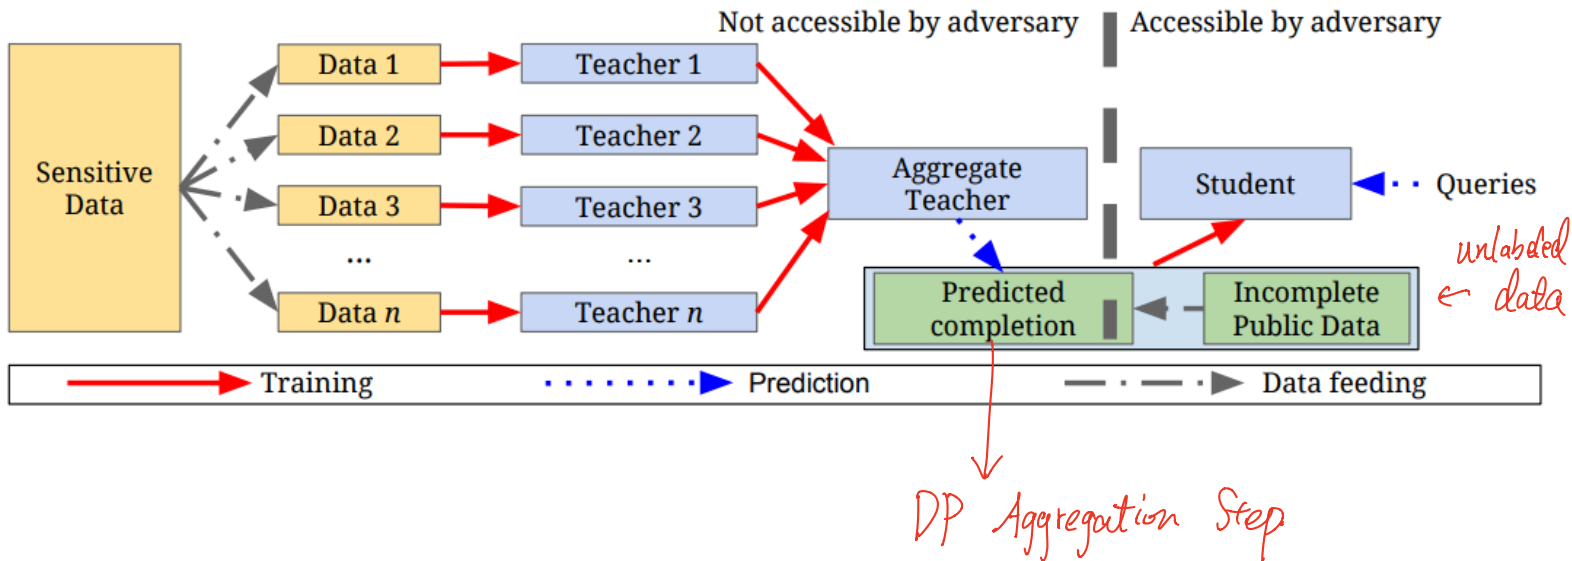 Not accessible by adversary
Accessible by adversary
Sensitive
Data
Data 1
Teacher 1
Data 2
Teacher 2
Data 3
Teacher 3
...
...
Data n
Teacher n
Aggregate
Teacher
Student
Queries
Predicted
completion
Incomplete
Public Data
unlabeled
← data
Training
Prediction
Data feeding
DP Aggregation Step